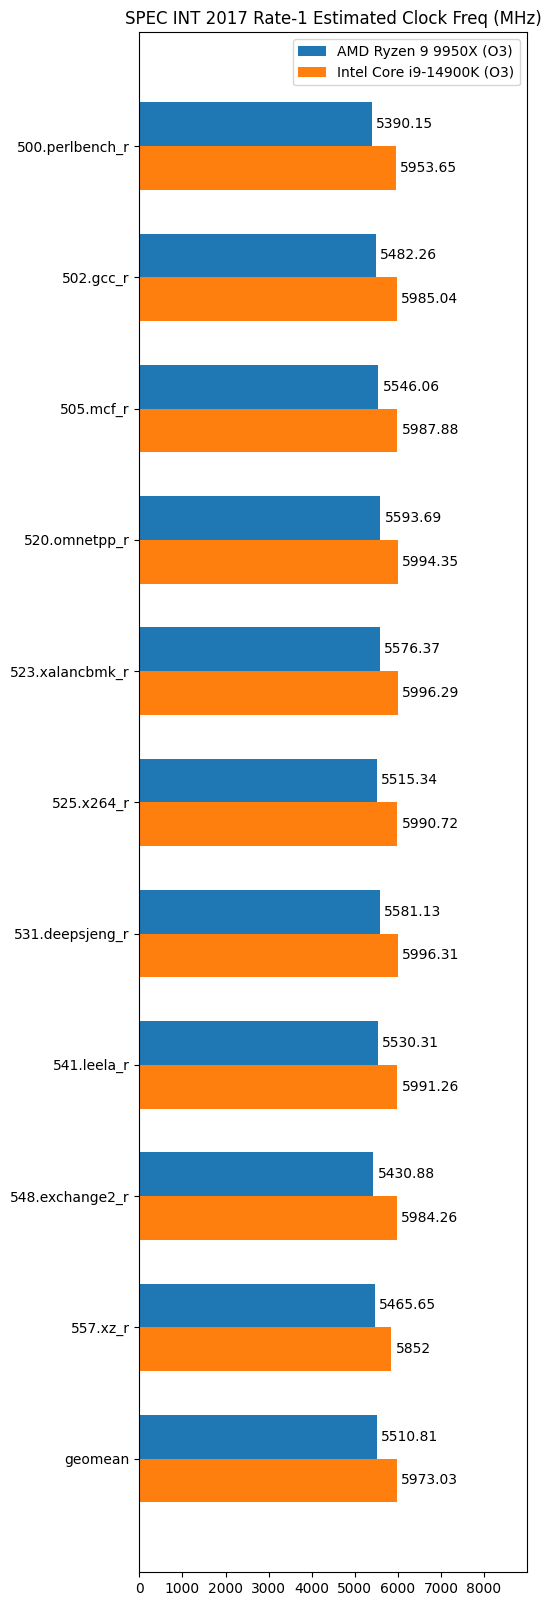 SPEC INT 2017 Rate-1 Estimated Clock Freq (MHz)
AMD Ryzen 9 9950X (O3)
Intel Core i9-14900K (O3)
500.perlbench_r
5390.15
5953.65
502.gcc_r
5482.26
5985.04
505.mcf_r
5546.06
5987.88
520.omnetpp_r
5593.69
5994.35
523.xalancbmk_r
5576.37
5996.29
525.x264_r
5515.34
5990.72
531.deepsjeng_r
5581.13
5996.31
541.leela_r
5530.31
5991.26
548.exchange2_r
5430.88
5984.26
557.xz_r
5465.65
5852
geomean
5510.81
5973.03
0 1000 2000 3000 4000 5000 6000 7000 8000